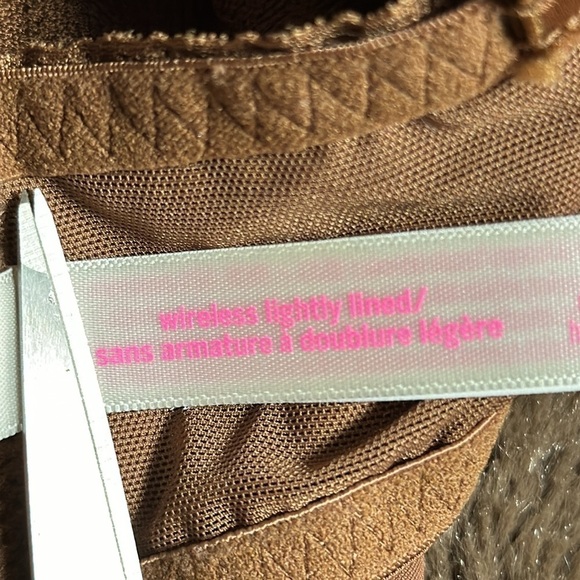 wireless lightly lined/
sans armature à doublure légère